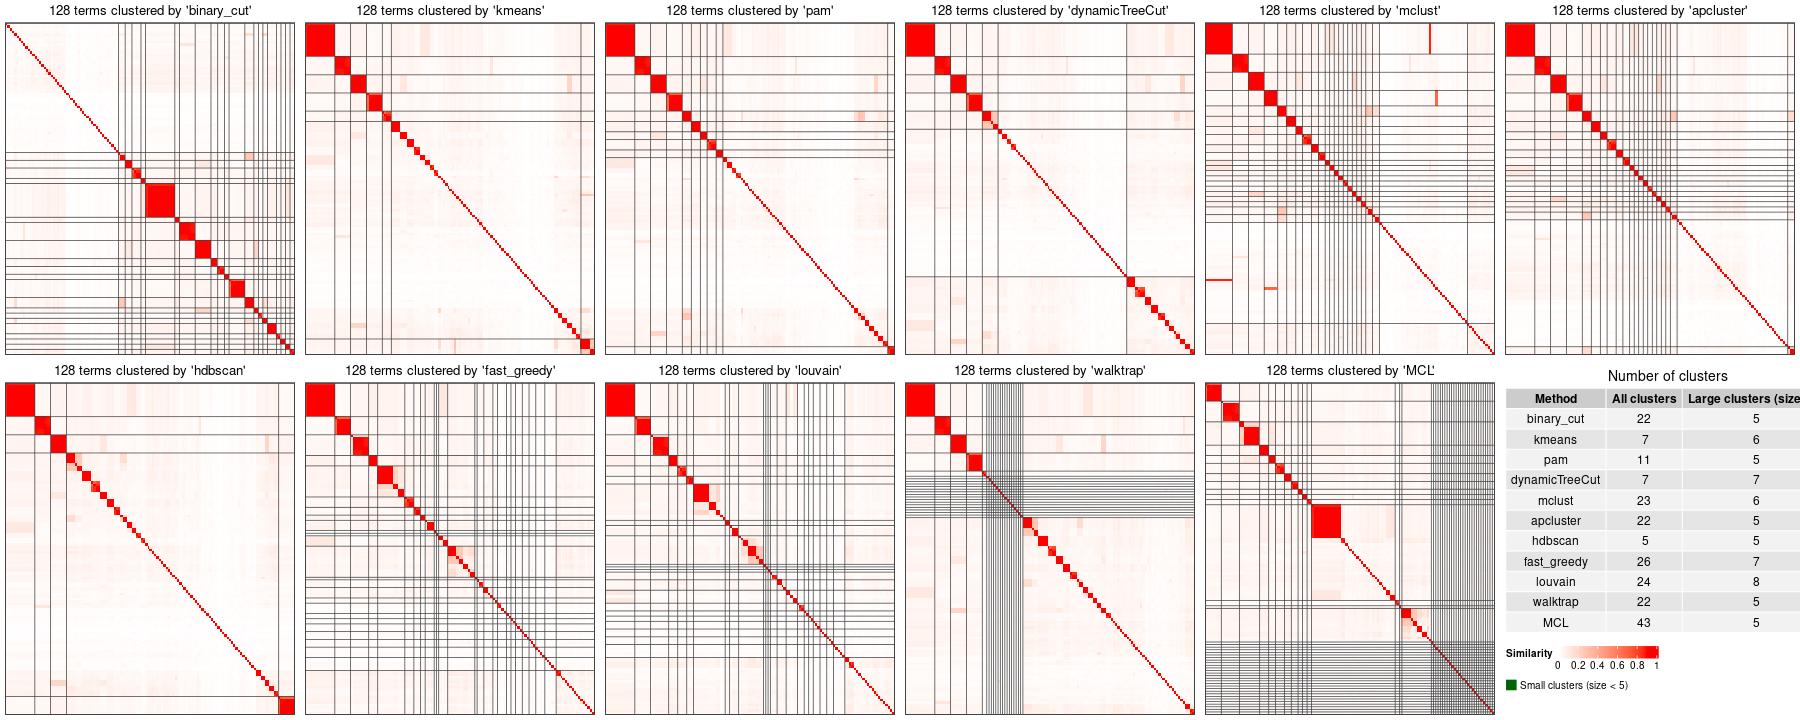 128 terms clustered by 'binary_cut'
128 terms clustered by 'kmeans'
128 terms clustered by 'pam'
128 terms clustered by 'dynamicTreeCut'
128 terms clustered by 'mclust'
128 terms clustered by 'apcluster'
128 terms clustered by 'hdbscan'
128 terms clustered by 'fast_greedy'
128 terms clustered by 'louvain'
128 terms clustered by 'walktrap'
128 terms clustered by 'MCL'
Number of clusters
Method All clusters Large clusters (size
binary_cut 22 5
kmeans 7 6
pam 11 5
dynamicTreeCut 7 7
mclust 23 6
apcluster 22 5
hdbscan 5 5
fast_greedy 26 7
louvain 24 8
walktrap 22 5
MCL 43 5
Similarity
0 0.2 0.4 0.6 0.8 1
Small clusters (size < 5)